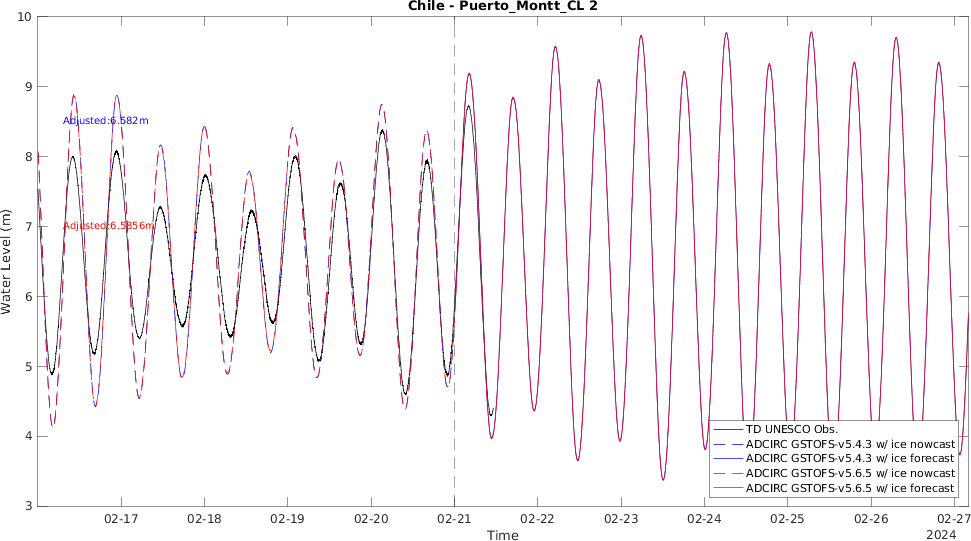 Chile - Puerto_Montt_CL 2
10
9
8
7
6
5
4
3
Water Level (m)
Adjusted:6.582m
Adjusted:6.5856m
TD UNESCO Obs.
ADCIRC GSTOFS-v5.4.3 w/ ice nowcast
ADCIRC GSTOFS-v5.4.3 w/ ice forecast
ADCIRC GSTOFS-v5.6.5 w/ ice nowcast
ADCIRC GSTOFS-v5.6.5 w/ ice forecast
02-17 02-18 02-19 02-20 02-21 02-22 02-23 02-24 02-25 02-26 02-27
Time
2024